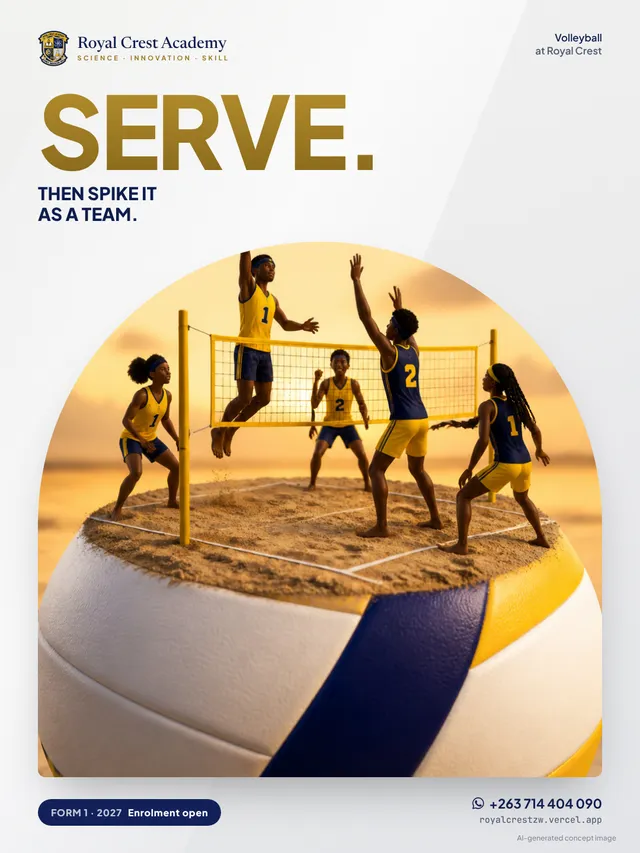 Royal Crest Academy
SCIENCE · INNOVATION · SKILL
Volleyball
at Royal Crest
SERVE.
THEN SPIKE IT
AS A TEAM.
1
2
1
2
1
FORM 1 · 2027 Enrolment open
+263 714 404 090
royalcrestzw.vercel.app
AI-generated concept image